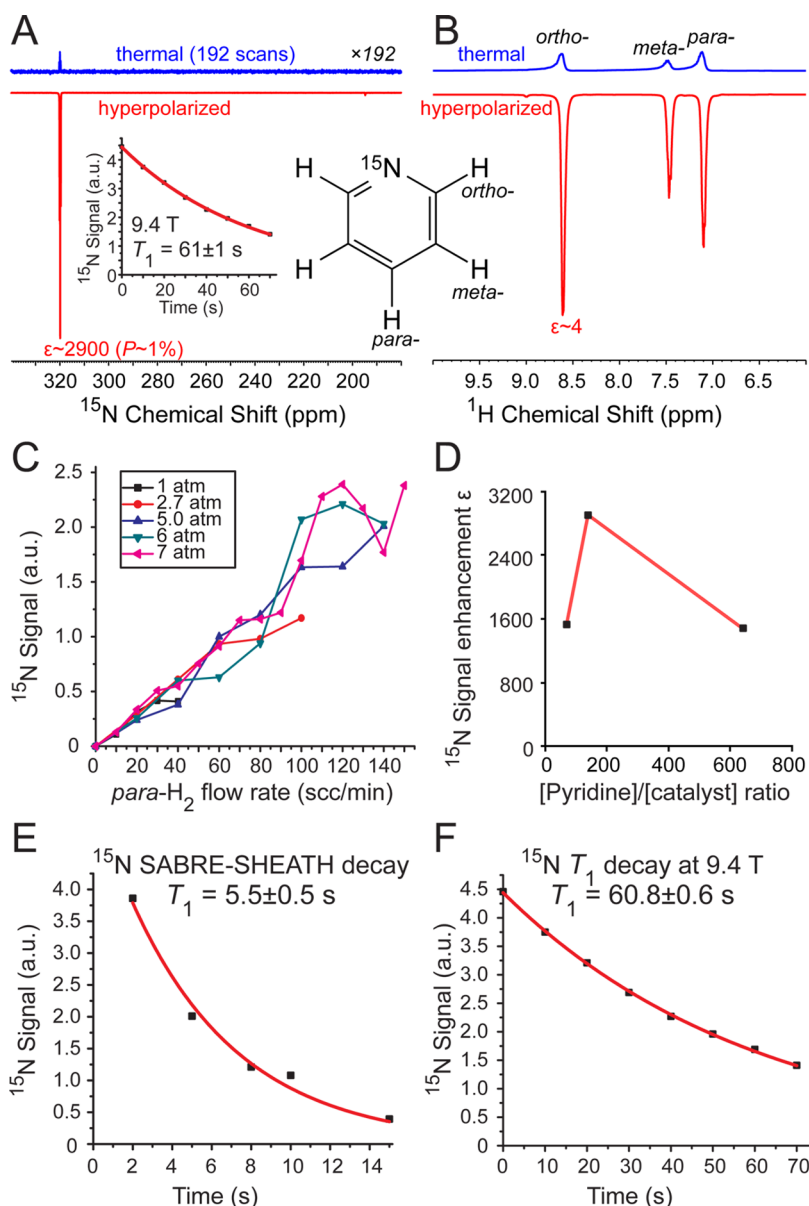 A
thermal (192 scans)
×192
hyperpolarized
15N Signal (a.u.)
5
4
3
2
1
0
9.4 T
T1 = 61±1 s
0 20 40 60
Time (s)
ε~2900 (P~1%)
320 300 280 260 240 220 200
15N Chemical Shift (ppm)
15N
H
H
ortho-
H
H
meta-
H
para-
B
ortho-
meta-
para-
thermal
hyperpolarized
ε~4
9.5 9.0 8.5 8.0 7.5 7.0 6.5
1H Chemical Shift (ppm)
C
15N Signal (a.u.)
2.5
2.0
1.5
1.0
0.5
0
1 atm
2.7 atm
5.0 atm
6 atm
7 atm
0 20 40 60 80 100 120 140
para-H2 flow rate (scc/min)
D
15N Signal enhancement ε
3200
2400
1600
800
0
0 200 400 600 800
[Pyridine]/[catalyst] ratio
E
15N SABRE-SHEATH decay
T1 = 5.5±0.5 s
15N Signal (a.u.)
4.0
3.5
3.0
2.5
2.0
1.5
1.0
0.5
0
0 2 4 6 8 10 12 14
Time (s)
F
15N T1 decay at 9.4 T
T1 = 60.8±0.6 s
15N Signal (a.u.)
4.5
4.0
3.5
3.0
2.5
2.0
1.5
1.0
0.5
0
0 10 20 30 40 50 60 70
Time (s)